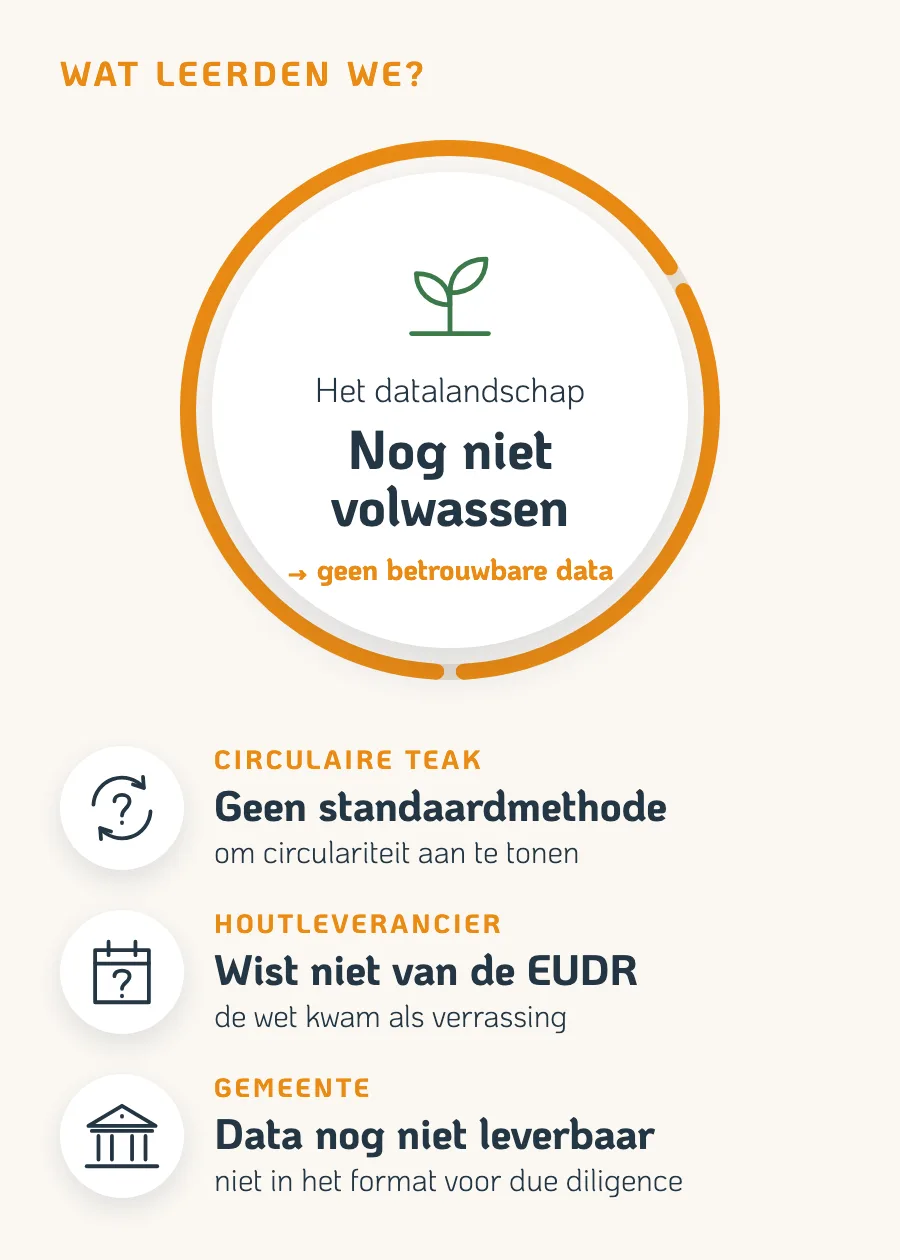 WAT LEERDEN WE?
Het datalandschap
Nog niet
volwassen
→ geen betrouwbare data
CIRCULAIRE TEAK
?
Geen standaardmethode
om circulariteit aan te tonen
HOUTLEVERANCIER
?
Wist niet van de EUDR
de wet kwam als verrassing
GEMEENTE
Data nog niet leverbaar
niet in het format voor due diligence